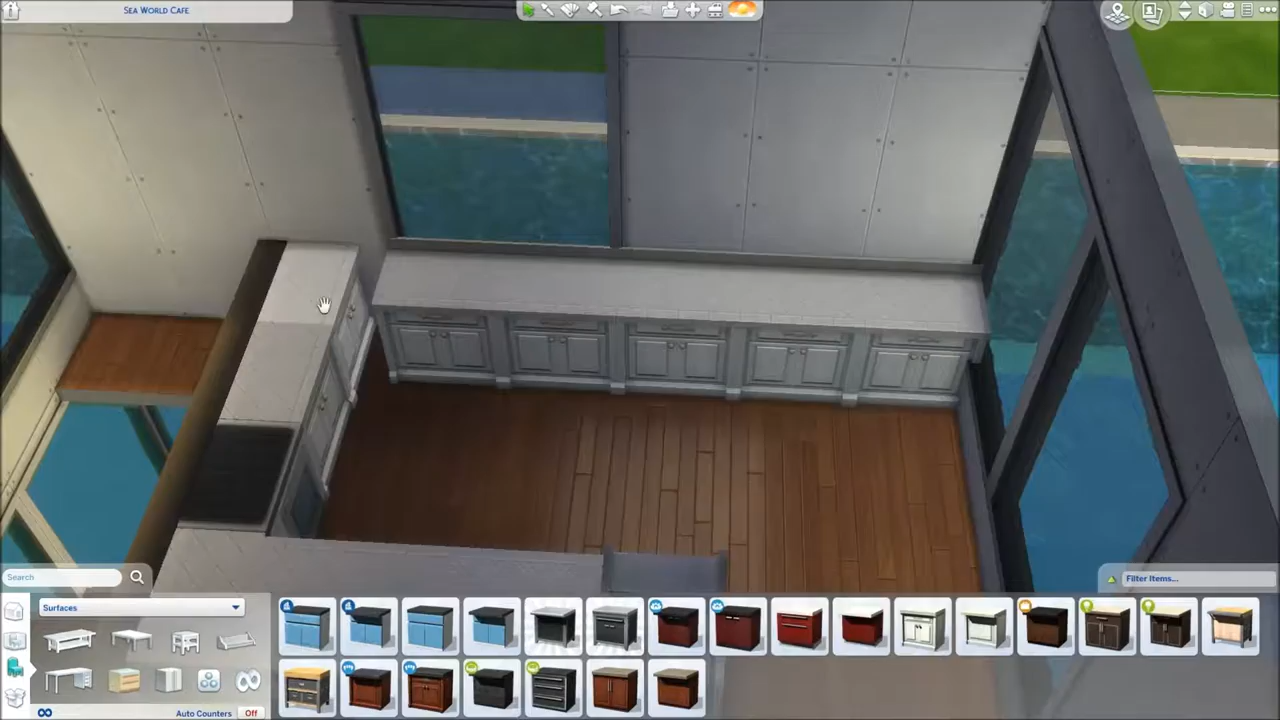 SEA WORLD CAFE
Filter Items...
Search
Surfaces
Auto Counters
Off